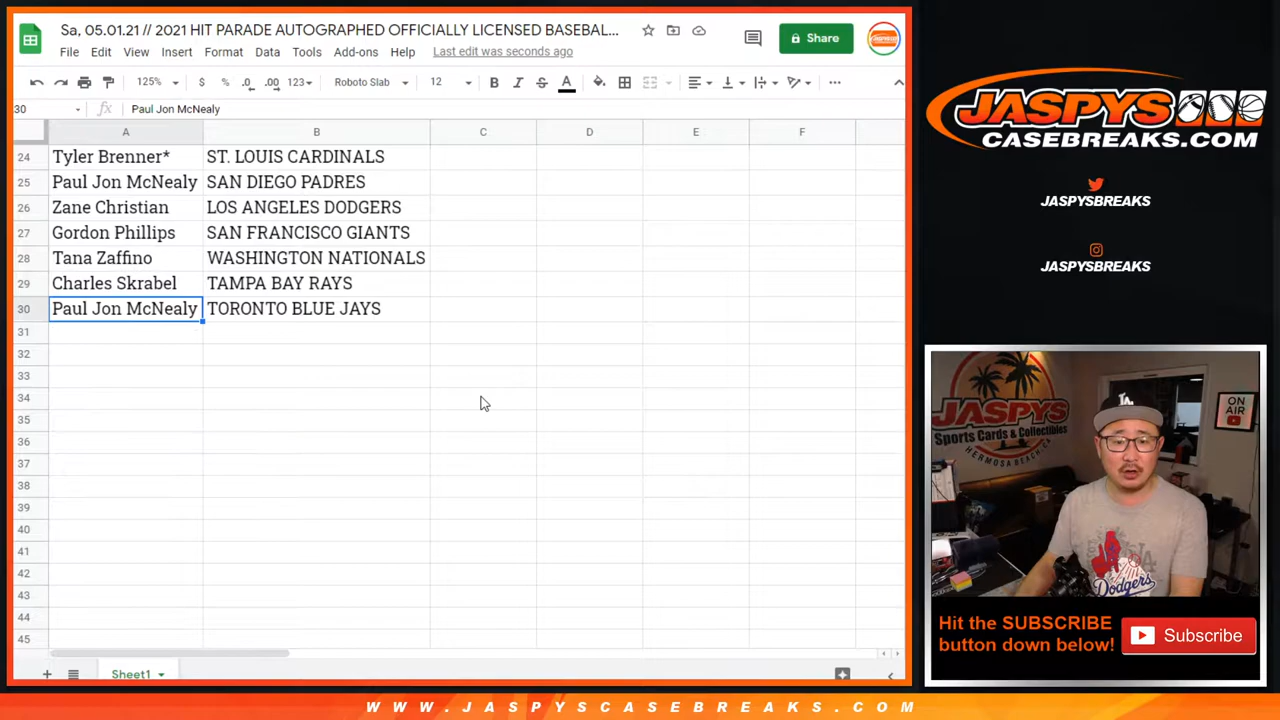 Sa, 05.01.21 // 2021 HIT PARADE AUTOGRAPHED OFFICIALLY LICENSED BASEBAL...
File Edit View Insert Format Data Tools Add-ons Help Last edit was seconds ago
Share
125% $ % .0 .00 123 Roboto Slab 12 B I S A
30 fx Paul Jon McNealy
A B C D E F
24 Tyler Brenner* ST. LOUIS CARDINALS
25 Paul Jon McNealy SAN DIEGO PADRES
26 Zane Christian LOS ANGELES DODGERS
27 Gordon Phillips SAN FRANCISCO GIANTS
28 Tana Zaffino WASHINGTON NATIONALS
29 Charles Skrabel TAMPA BAY RAYS
30 Paul Jon McNealy TORONTO BLUE JAYS
31
32
33
34
35
36
37
38
39
40
41
42
43
44
45
Sheet1
JASPYS
CASEBREAKS.COM
JASPYSBREAKS
JASPYSBREAKS
JASPYS
Sports Cards & Collectibles
HERMOSA BEACH, CA
ON
AIR
LA
LA
Dodgers
Hit the SUBSCRIBE
button down below!
Subscribe
WWW.JASPYSCASEBREAKS.COM